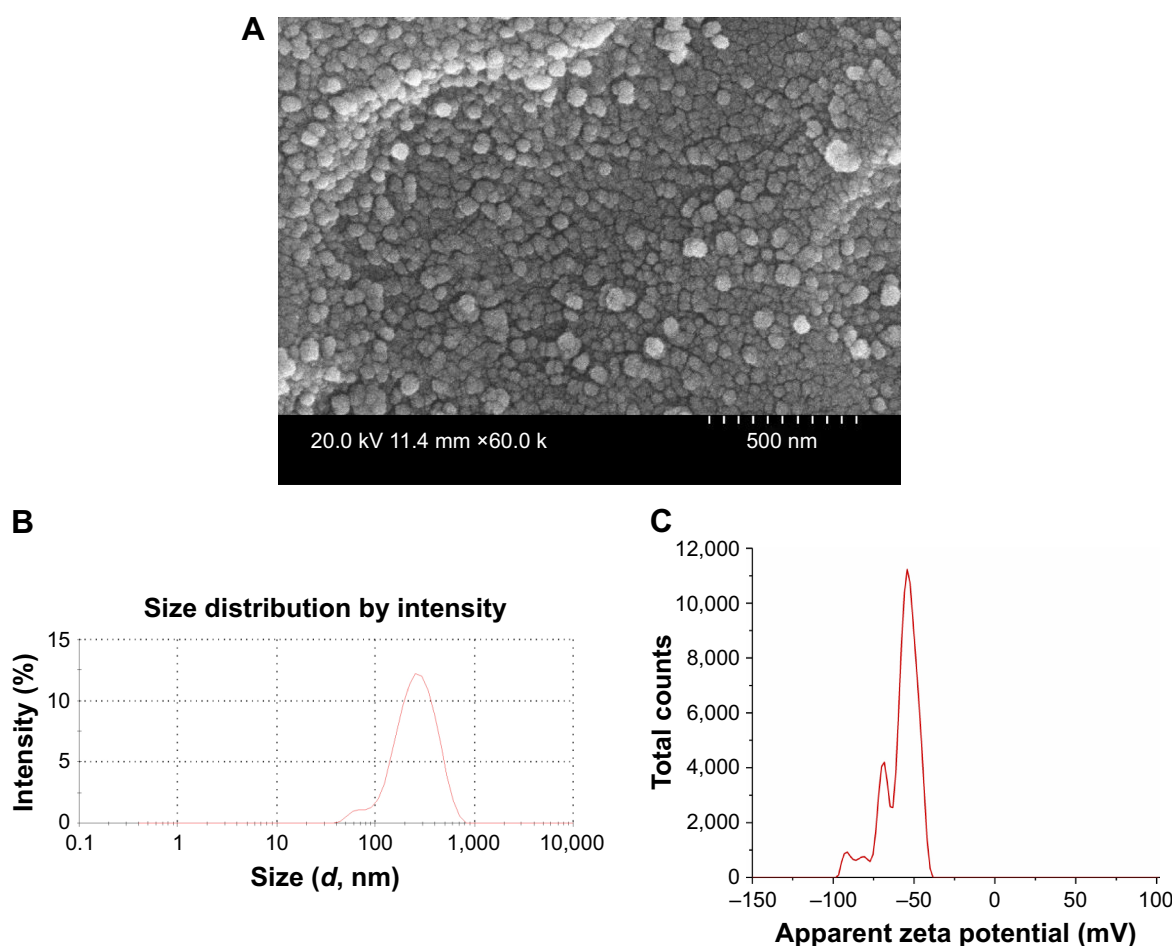 A
20.0 kV 11.4 mm ×60.0 k
500 nm
B
Size distribution by intensity
Intensity (%)
15
10
5
0
0.1 1 10 100 1,000 10,000
Size (d, nm)
C
Total counts
12,000
10,000
8,000
6,000
4,000
2,000
0
–150 –100 –50 0 50 100
Apparent zeta potential (mV)